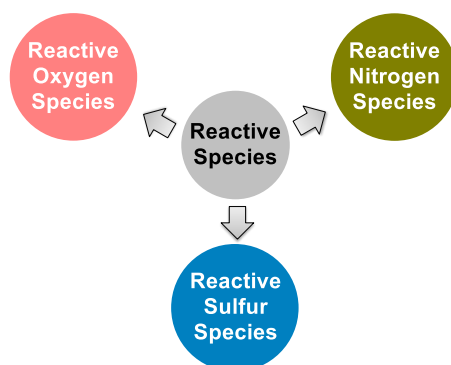 Reactive
Oxygen
Species
Reactive
Nitrogen
Species
Reactive
Species
Reactive
Sulfur
Species